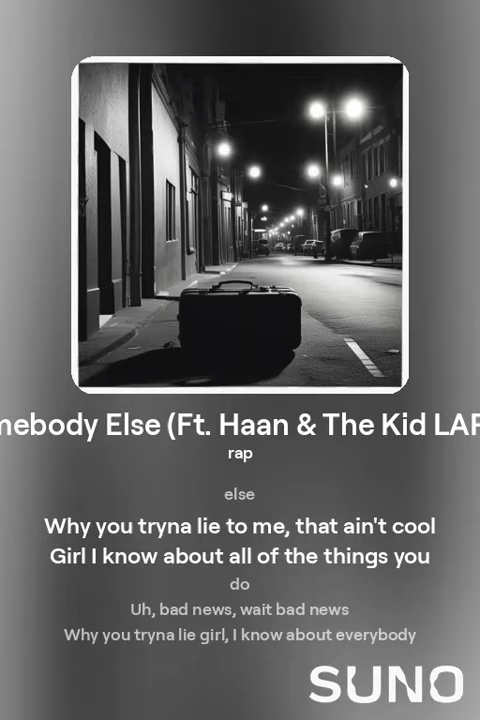 mebody Else (Ft. Haan & The Kid LAR
rap
else
Why you tryna lie to me, that ain't cool
Girl I know about all of the things you
do
Uh, bad news, wait bad news
Why you tryna lie girl, I know about everybody
SUNO